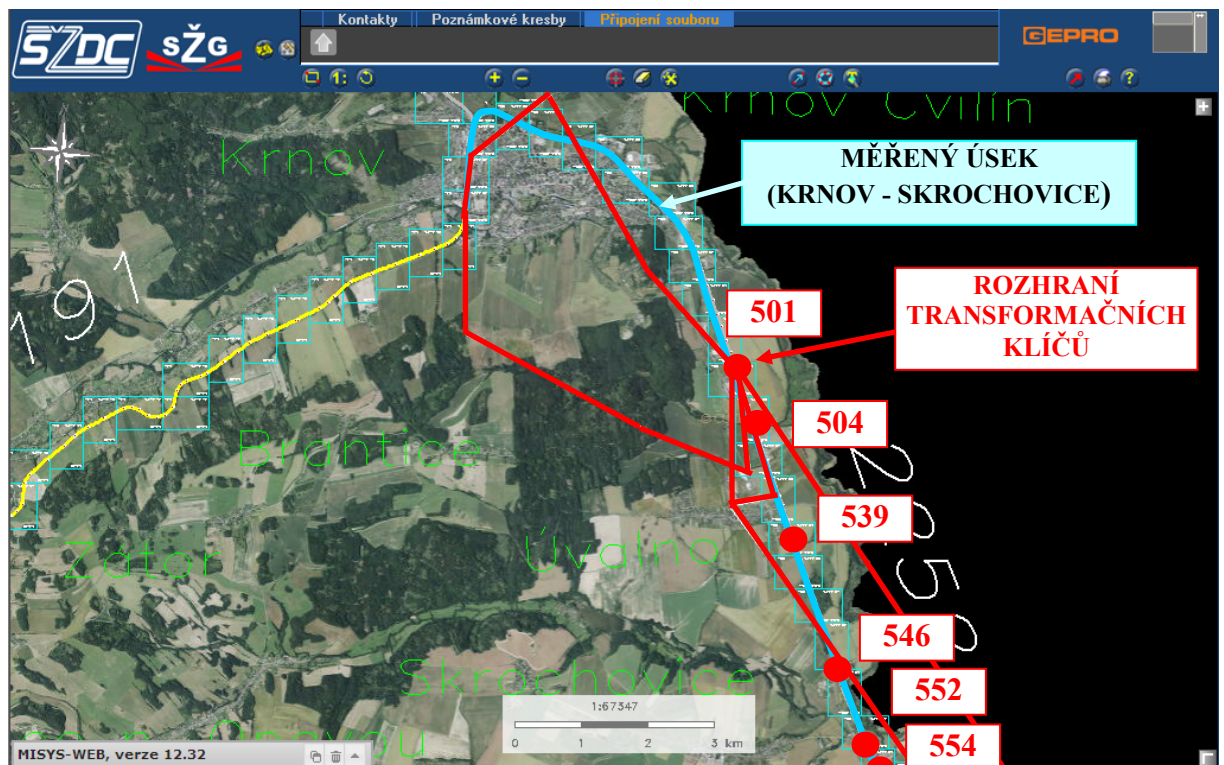 Kontakty
Poznámkové kresby
Připojení souboru
SŽDC
SŽG
GEPRO
1:
?
Krnov Cvilín
Krnov
MĚŘENÝ ÚSEK
(KRNOV - SKROCHOVICE)
191
501
ROZHRANÍ
TRANSFORMAČNÍCH
KLÍČŮ
504
Brantice
539
Zátor
Úvalno
546
Skrochovice
552
1:67347
0 1 2 3 km
554
MISYS-WEB, verze 12.32